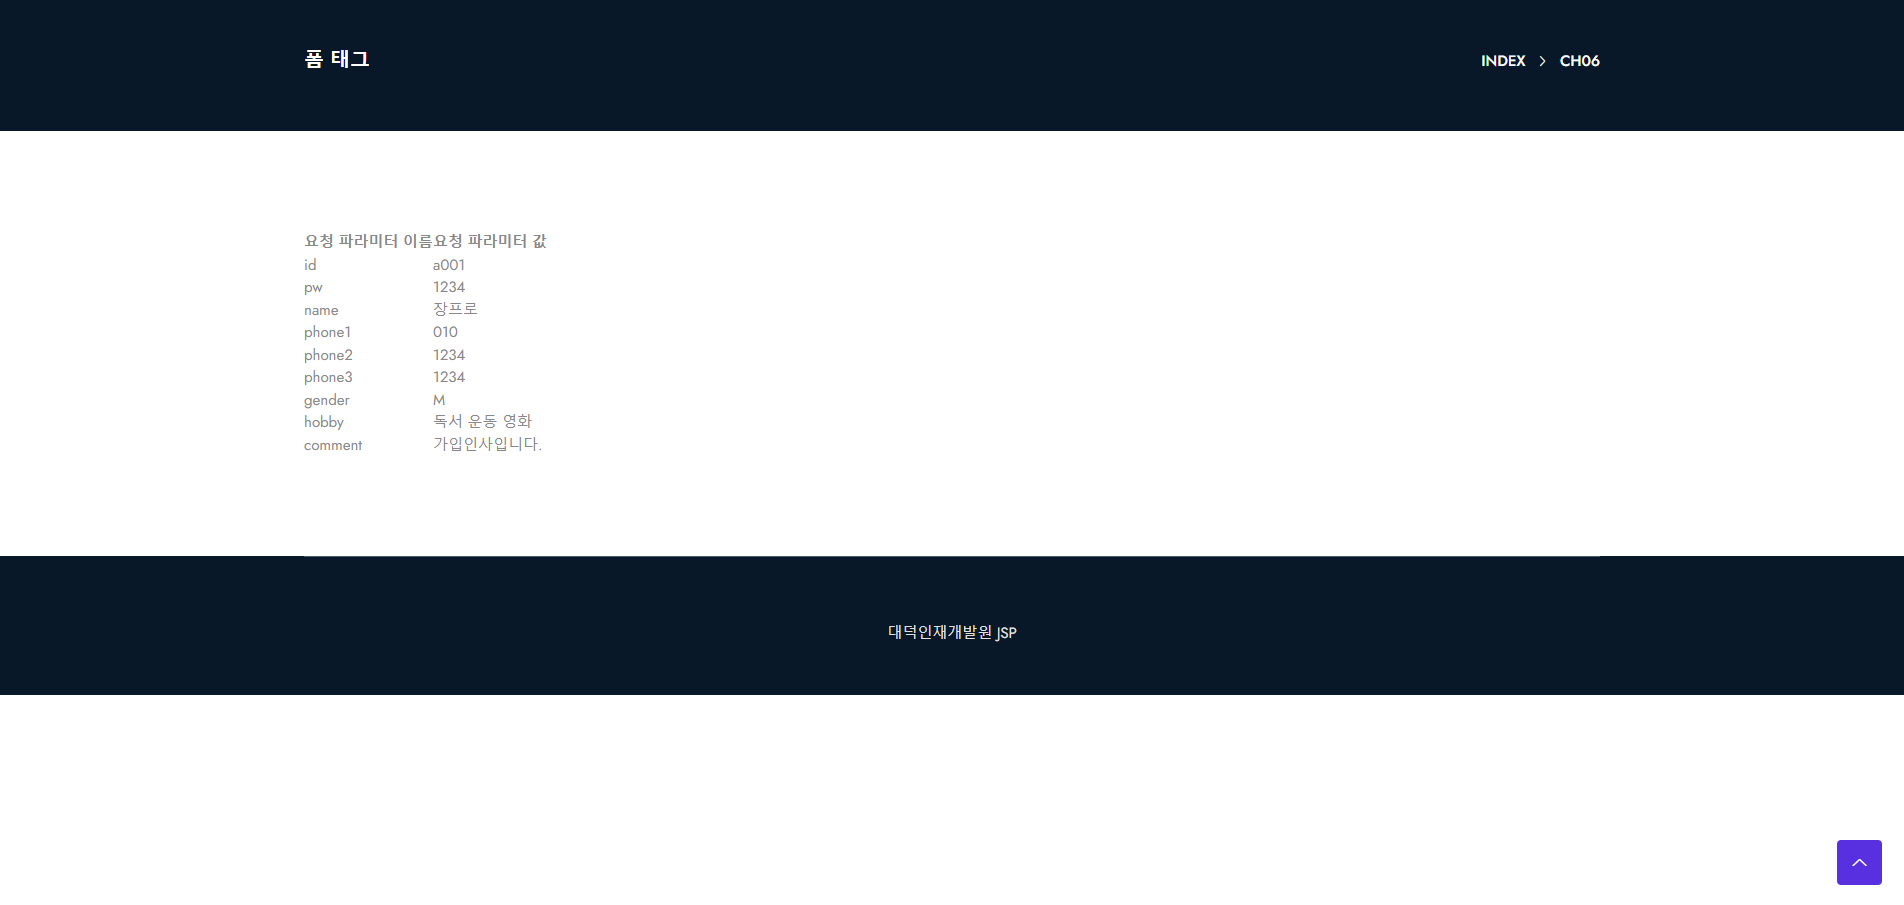 폼 태그
INDEX > CH06
요청 파라미터 이름 요청 파라미터 값
id a001
pw 1234
name 장프로
phone1 010
phone2 1234
phone3 1234
gender M
hobby 독서 운동 영화
comment 가입인사입니다.
대덕인재개발원 JSP